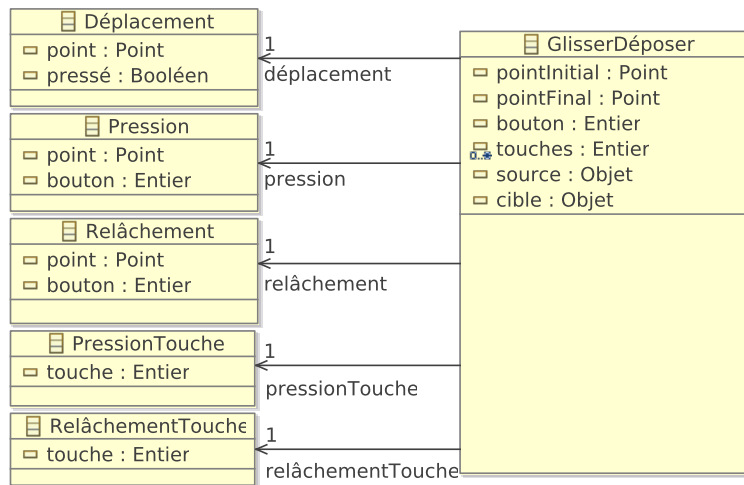 Déplacement
point : Point
pressé : Booléen
1
déplacement
Pression
point : Point
bouton : Entier
1
pression
Relâchement
point : Point
bouton : Entier
1
relâchement
PressionTouche
touche : Entier
1
pressionTouche
RelâchementTouche
touche : Entier
1
relâchementTouche
GlisserDéposer
pointInitial : Point
pointFinal : Point
bouton : Entier
0..*
touches : Entier
source : Objet
cible : Objet